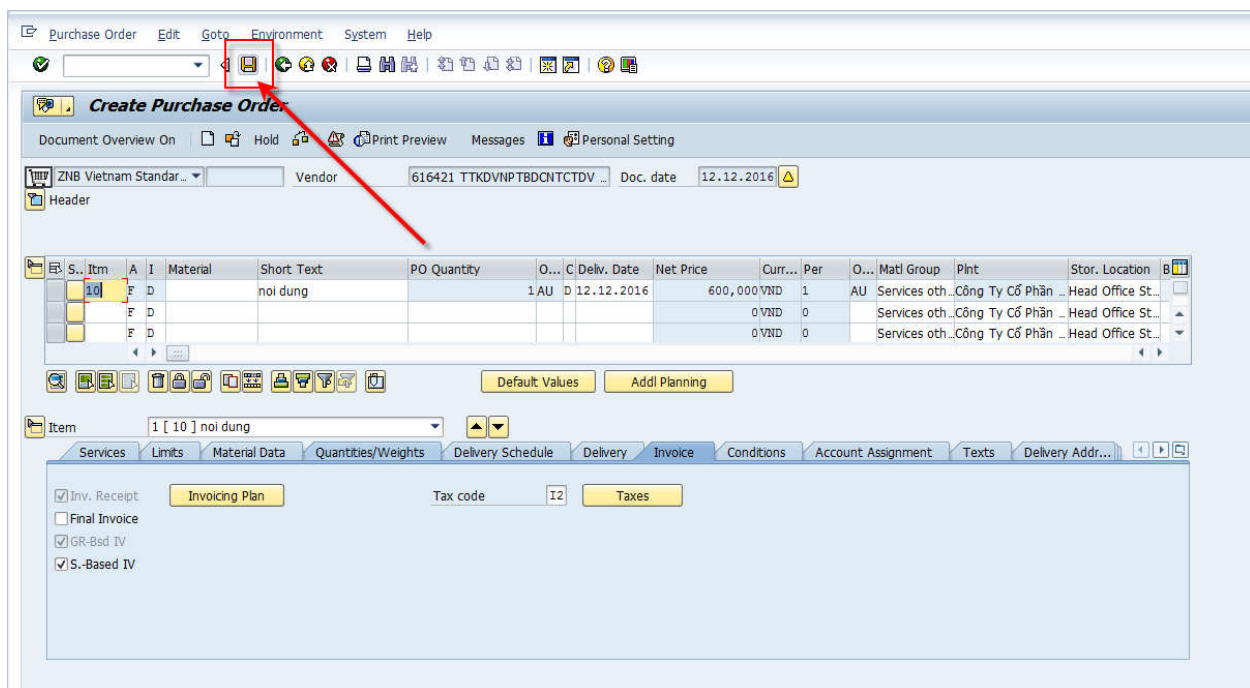 Purchase Order Edit Goto Environment System Help
Create Purchase Order
Document Overview On Hold Print Preview Messages Personal Setting
ZNB Vietnam Standar... Vendor 616421 TTKDVNPTBDCNTCTDV ... Doc. date 12.12.2016
Header
S.. Itm A I Material Short Text PO Quantity O... C Deliv. Date Net Price Curr... Per O... Matl Group Plnt Stor. Location B
10 F D noi dung 1 AU D 12.12.2016 600,000 VND 1 AU Services oth... Công Ty Cổ Phần ... Head Office St...
F D 0 VND 0 Services oth... Công Ty Cổ Phần ... Head Office St...
F D 0 VND 0 Services oth... Công Ty Cổ Phần ... Head Office St...
Default Values Addl Planning
Item 1 [ 10 ] noi dung
Services Limits Material Data Quantities/Weights Delivery Schedule Delivery Invoice Conditions Account Assignment Texts Delivery Addr...
Inv. Receipt Invoicing Plan Tax code I2 Taxes
Final Invoice
GR-Bsd IV
S.-Based IV